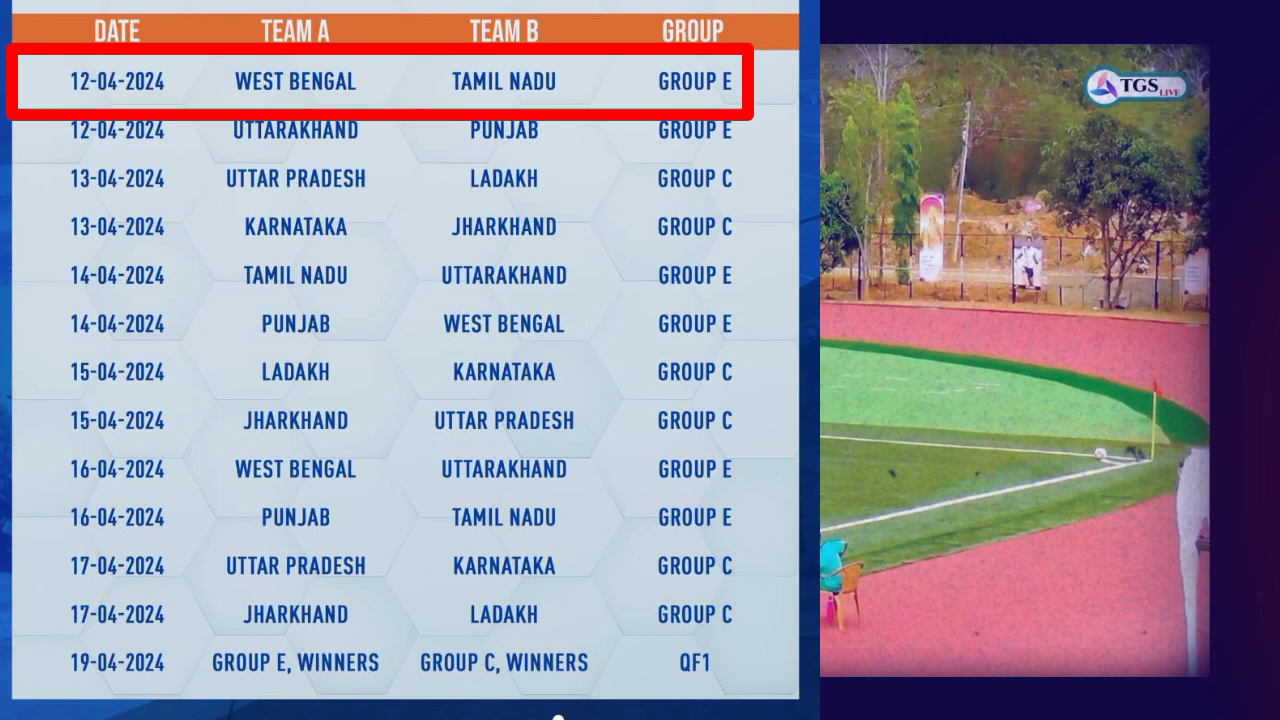 DATE TEAM A TEAM B GROUP
12-04-2024 WEST BENGAL TAMIL NADU GROUP E
12-04-2024 UTTARAKHAND PUNJAB GROUP E
13-04-2024 UTTAR PRADESH LADAKH GROUP C
13-04-2024 KARNATAKA JHARKHAND GROUP C
14-04-2024 TAMIL NADU UTTARAKHAND GROUP E
14-04-2024 PUNJAB WEST BENGAL GROUP E
15-04-2024 LADAKH KARNATAKA GROUP C
15-04-2024 JHARKHAND UTTAR PRADESH GROUP C
16-04-2024 WEST BENGAL UTTARAKHAND GROUP E
16-04-2024 PUNJAB TAMIL NADU GROUP E
17-04-2024 UTTAR PRADESH KARNATAKA GROUP C
17-04-2024 JHARKHAND LADAKH GROUP C
19-04-2024 GROUP E, WINNERS GROUP C, WINNERS QF1
TGS LIVE